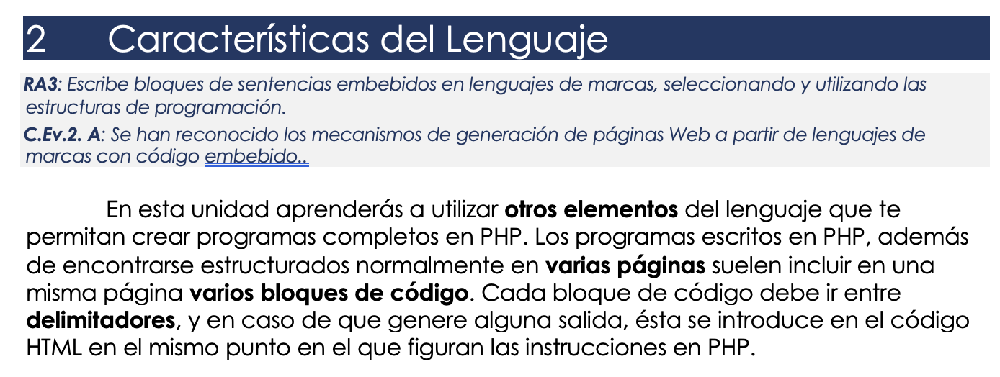 2 Características del Lenguaje
RA3: Escribe bloques de sentencias embebidos en lenguajes de marcas, seleccionando y utilizando las
estructuras de programación.
C.Ev.2. A: Se han reconocido los mecanismos de generación de páginas Web a partir de lenguajes de
marcas con código embebido..
En esta unidad aprenderás a utilizar otros elementos del lenguaje que te
permitan crear programas completos en PHP. Los programas escritos en PHP, además
de encontrarse estructurados normalmente en varias páginas suelen incluir en una
misma página varios bloques de código. Cada bloque de código debe ir entre
delimitadores, y en caso de que genere alguna salida, ésta se introduce en el código
HTML en el mismo punto en el que figuran las instrucciones en PHP.